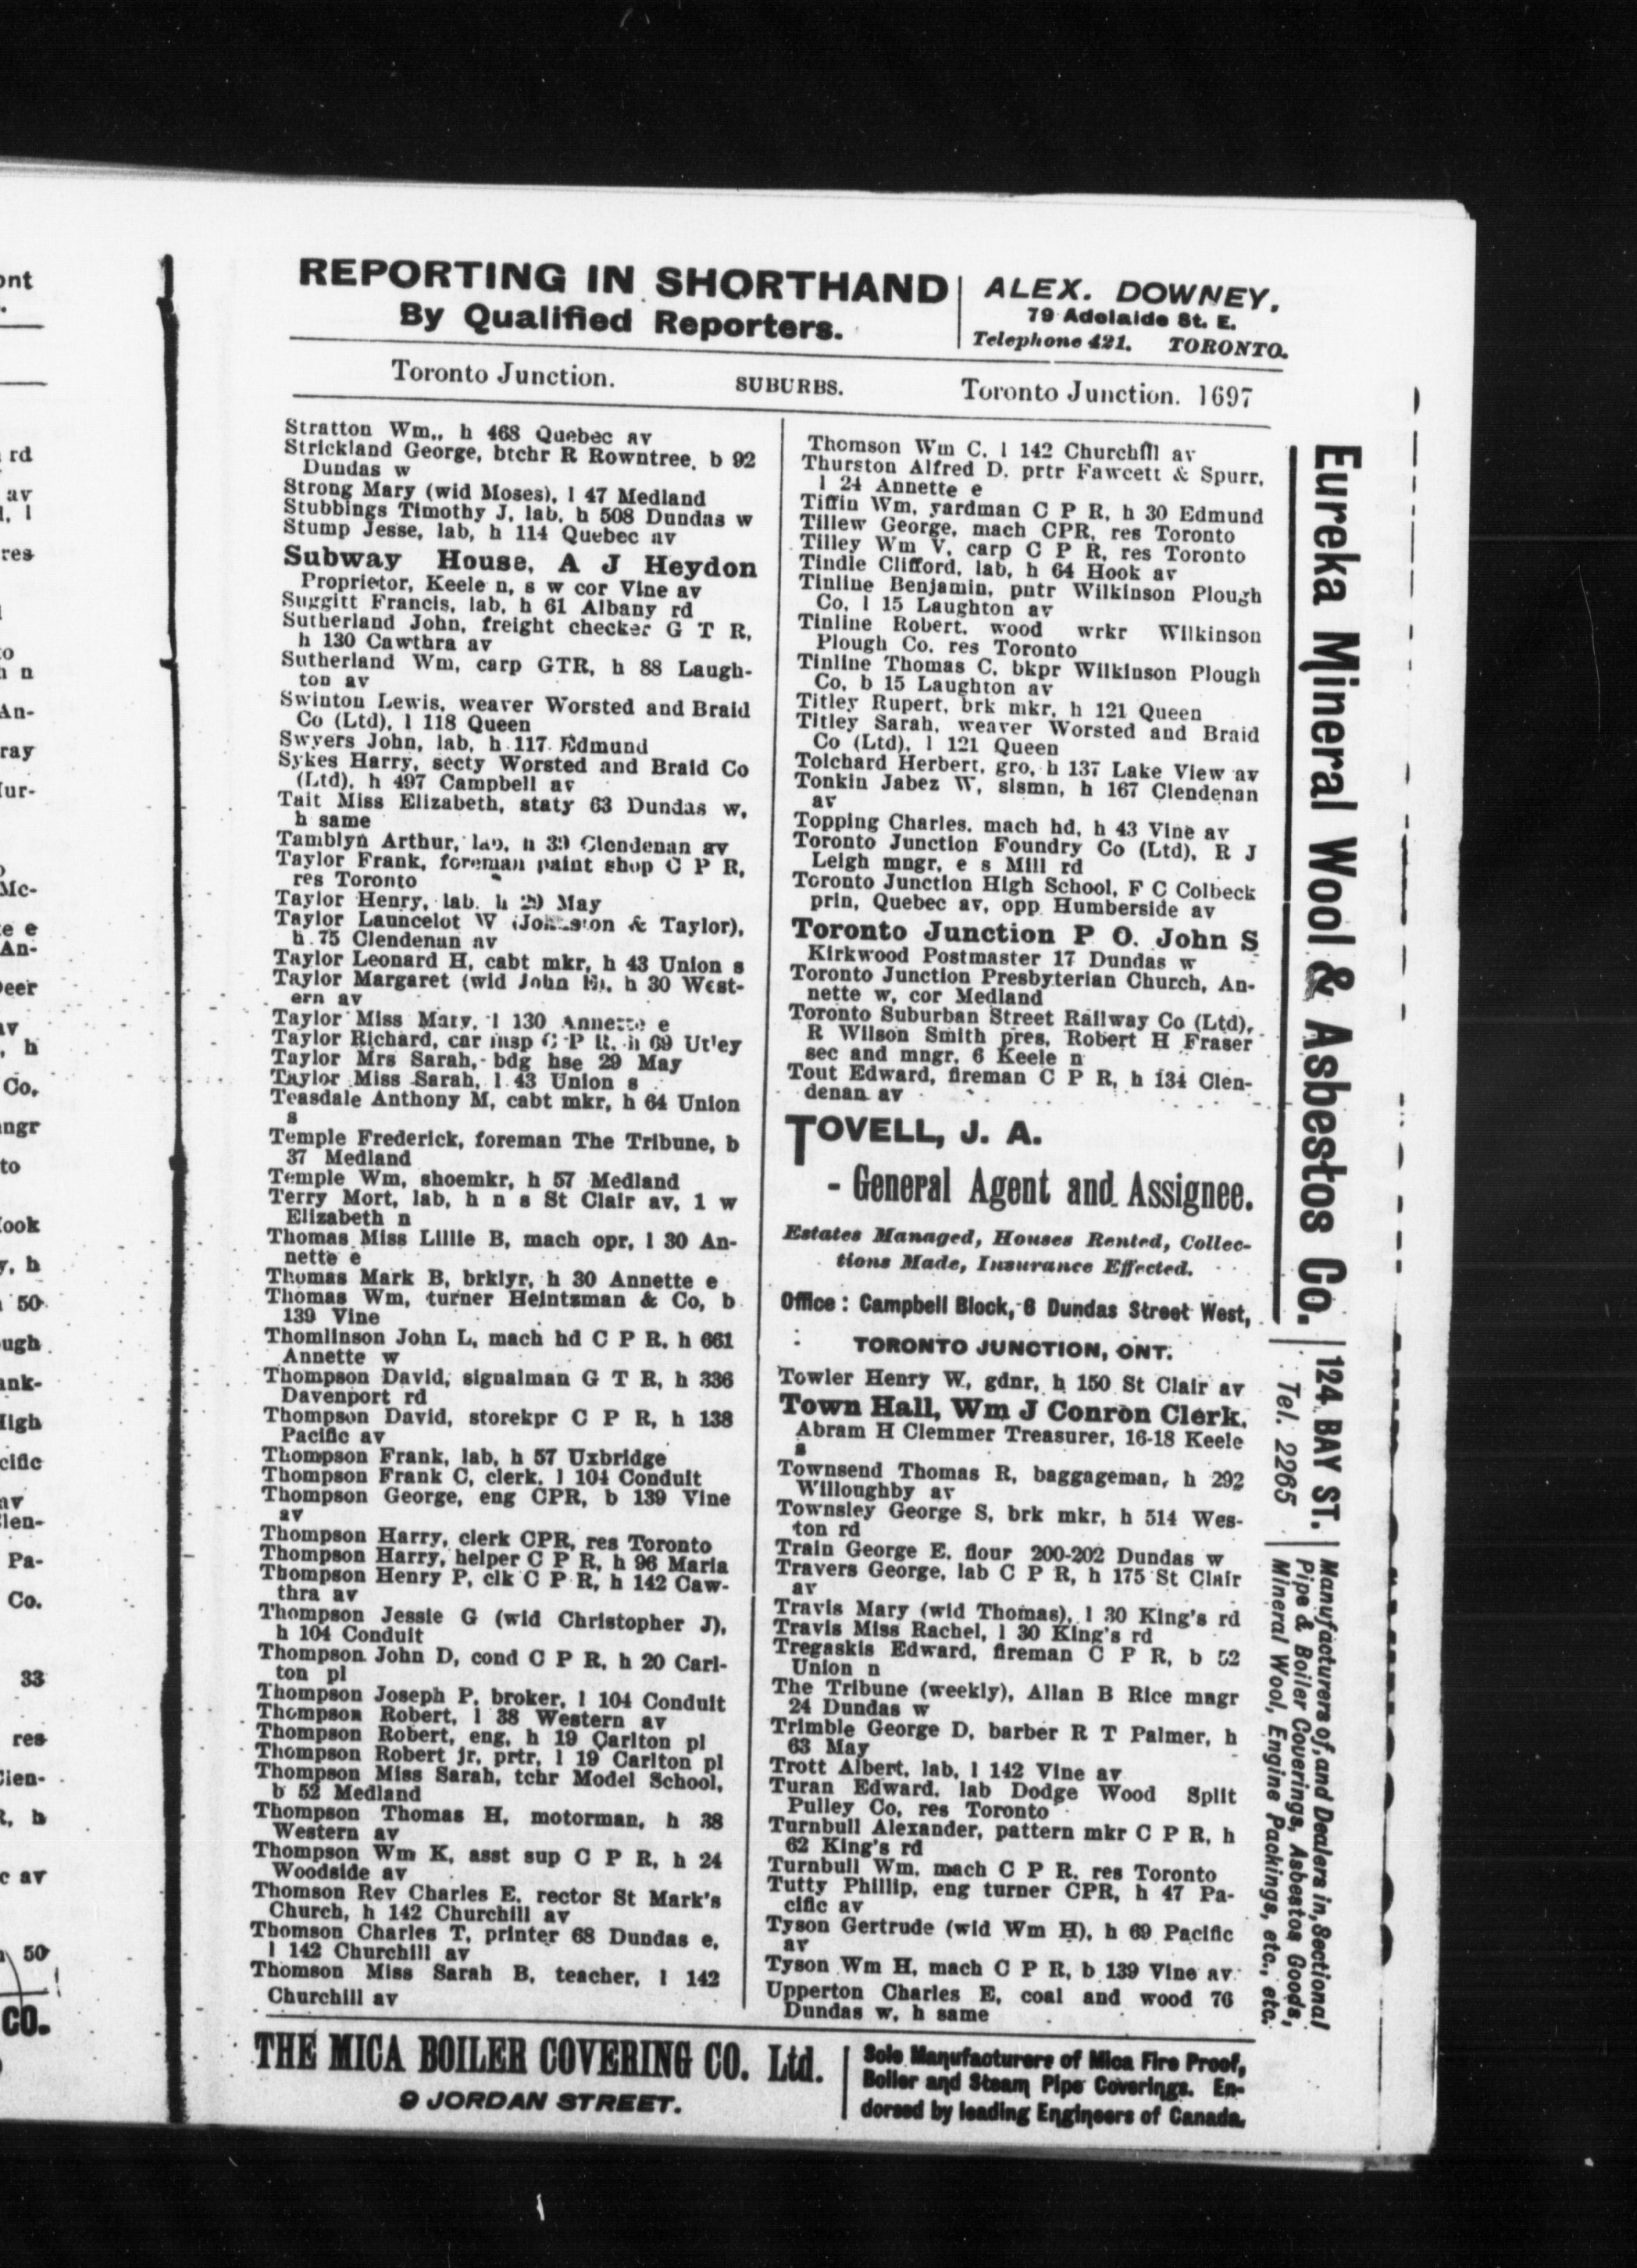 REPORTING IN SHORTHAND
By Qualified Reporters.
ALEX. DOWNEY,
79 Adelaide St. E.
Telephone 421. TORONTO.
Toronto Junction. SUBURBS. Toronto Junction. 1697
Stratton Wm,, h 468 Quebec av
Strickland George, btchr R Rowntree, b 92
Dundas w
Strong Mary (wid Moses), l 47 Medland
Stubbings Timothy J, lab, h 508 Dundas w
Stump Jesse, lab, h 114 Quebec av
Subway House, A J Heydon
Proprietor, Keele n, s w cor Vine av
Suggitt Francis, lab, h 61 Albany rd
Sutherland John, freight checker G T R,
h 130 Cawthra av
Sutherland Wm, carp GTR, h 88 Laugh-
ton av
Swinton Lewis, weaver Worsted and Braid
Co (Ltd), l 118 Queen
Swyers John, lab, h 117 Edmund
Sykes Harry, secty Worsted and Braid Co
(Ltd), h 497 Campbell av
Tait Miss Elizabeth, staty 63 Dundas w,
h same
Tamblyn Arthur, lab, h 39 Clendenan av
Taylor Frank, foreman paint shop C P R,
res Toronto
Taylor Henry, lab, h 29 May
Taylor Launcelot W (Johnston & Taylor),
h 75 Clendenan av
Taylor Leonard H, cabt mkr, h 43 Union s
Taylor Margaret (wid John), h 30 West-
ern av
Taylor Miss Mary, l 130 Annette e
Taylor Richard, car insp C P R, h 69 Utley
Taylor Mrs Sarah, bdg hse 29 May
Taylor Miss Sarah, l 43 Union s
Teasdale Anthony M, cabt mkr, h 64 Union
s
Temple Frederick, foreman The Tribune, b
37 Medland
Temple Wm, shoemkr, h 57 Medland
Terry Mort, lab, h n s St Clair av, 1 w
Elizabeth n
Thomas Miss Lillie B, mach opr, l 30 An-
nette e
Thomas Mark B, brklyr, h 30 Annette e
Thomas Wm, turner Heintzman & Co, b
139 Vine
Thomlinson John L, mach hd C P R, h 661
Annette w
Thompson David, signalman G T R, h 336
Davenport rd
Thompson David, storekpr C P R, h 138
Pacific av
Thompson Frank, lab, h 57 Uxbridge
Thompson Frank C, clerk, l 104 Conduit
Thompson George, eng CPR, b 139 Vine
av
Thompson Harry, clerk CPR, res Toronto
Thompson Harry, helper C P R, h 96 Maria
Thompson Henry P, clk C P R, h 142 Caw-
thra av
Thompson Jessie G (wid Christopher J),
h 104 Conduit
Thompson John D, cond C P R, h 20 Carl-
ton pl
Thompson Joseph P, broker, l 104 Conduit
Thompson Robert, l 38 Western av
Thompson Robert, eng, h 19 Carlton pl
Thompson Robert jr, prtr, l 19 Carlton pl
Thompson Miss Sarah, tchr Model School,
b 52 Medland
Thompson Thomas H, motorman, h 38
Western av
Thompson Wm K, asst sup C P R, h 24
Woodside av
Thomson Rev Charles E, rector St Mark's
Church, h 142 Churchill av
Thomson Charles T, printer 68 Dundas e,
l 142 Churchill av
Thomson Miss Sarah B, teacher, l 142
Churchill av
Thomson Wm C, l 142 Churchill av
Thurston Alfred D, prtr Fawcett & Spurr,
l 24 Annette e
Tiffin Wm, yardman C P R, h 30 Edmund
Tillew George, mach CPR, res Toronto
Tilley Wm V, carp C P R, res Toronto
Tindle Clifford, lab, h 64 Hook av
Tinline Benjamin, pntr Wilkinson Plough
Co, l 15 Laughton av
Tinline Robert, wood wrkr Wilkinson
Plough Co, res Toronto
Tinline Thomas C, bkpr Wilkinson Plough
Co, b 15 Laughton av
Titley Rupert, brk mkr, h 121 Queen
Titley Sarah, weaver Worsted and Braid
Co (Ltd), l 121 Queen
Tolchard Herbert, gro, h 137 Lake View av
Tonkin Jabez W, slsmn, h 167 Clendenan
av
Topping Charles, mach hd, h 43 Vine av
Toronto Junction Foundry Co (Ltd), R J
Leigh mngr, e s Mill rd
Toronto Junction High School, F C Colbeck
prin, Quebec av, opp Humberside av
Toronto Junction P O, John S
Kirkwood Postmaster 17 Dundas w
Toronto Junction Presbyterian Church, An-
nette w, cor Medland
Toronto Suburban Street Railway Co (Ltd),
R Wilson Smith pres, Robert H Fraser
sec and mngr, 6 Keele n
Tout Edward, fireman C P R, h 134 Clen-
denan av
TOVELL, J. A.
- General Agent and Assignee.
Estates Managed, Houses Rented, Collec-
tions Made, Insurance Effected.
Office: Campbell Block, 6 Dundas Street West,
TORONTO JUNCTION, ONT.
Towler Henry W, gdnr, h 150 St Clair av
Town Hall, Wm J Conron Clerk,
Abram H Clemmer Treasurer, 16-18 Keele
s
Townsend Thomas R, baggageman, h 292
Willoughby av
Townsley George S, brk mkr, h 514 Wes-
ton rd
Train George E, flour 200-202 Dundas w
Travers George, lab C P R, h 175 St Clair
av
Travis Mary (wid Thomas), l 30 King's rd
Travis Miss Rachel, l 30 King's rd
Tregaskis Edward, fireman C P R, b 52
Union n
The Tribune (weekly), Allan B Rice mngr
24 Dundas w
Trimble George D, barber R T Palmer, h
63 May
Trott Albert, lab, l 142 Vine av
Turan Edward, lab Dodge Wood Split
Pulley Co, res Toronto
Turnbull Alexander, pattern mkr C P R, h
62 King's rd
Turnbull Wm, mach C P R, res Toronto
Tutty Phillip, eng turner CPR, h 47 Pa-
cific av
Tyson Gertrude (wid Wm H), h 69 Pacific
av
Tyson Wm H, mach C P R, b 139 Vine av
Upperton Charles E, coal and wood 76
Dundas w, h same
Eureka Mineral Wool & Asbestos Co.
124 BAY ST.
Tel. 2265
Manufacturers of, and Dealers in, Sectional
Pipe & Boiler Coverings, Asbestos Goods,
Mineral Wool, Engine Packings, etc., etc.
THE MICA BOILER COVERING CO. Ltd.
9 JORDAN STREET.
Sole Manufacturers of Mica Fire Proof,
Boiler and Steam Pipe Coverings. En-
dorsed by leading Engineers of Canada.